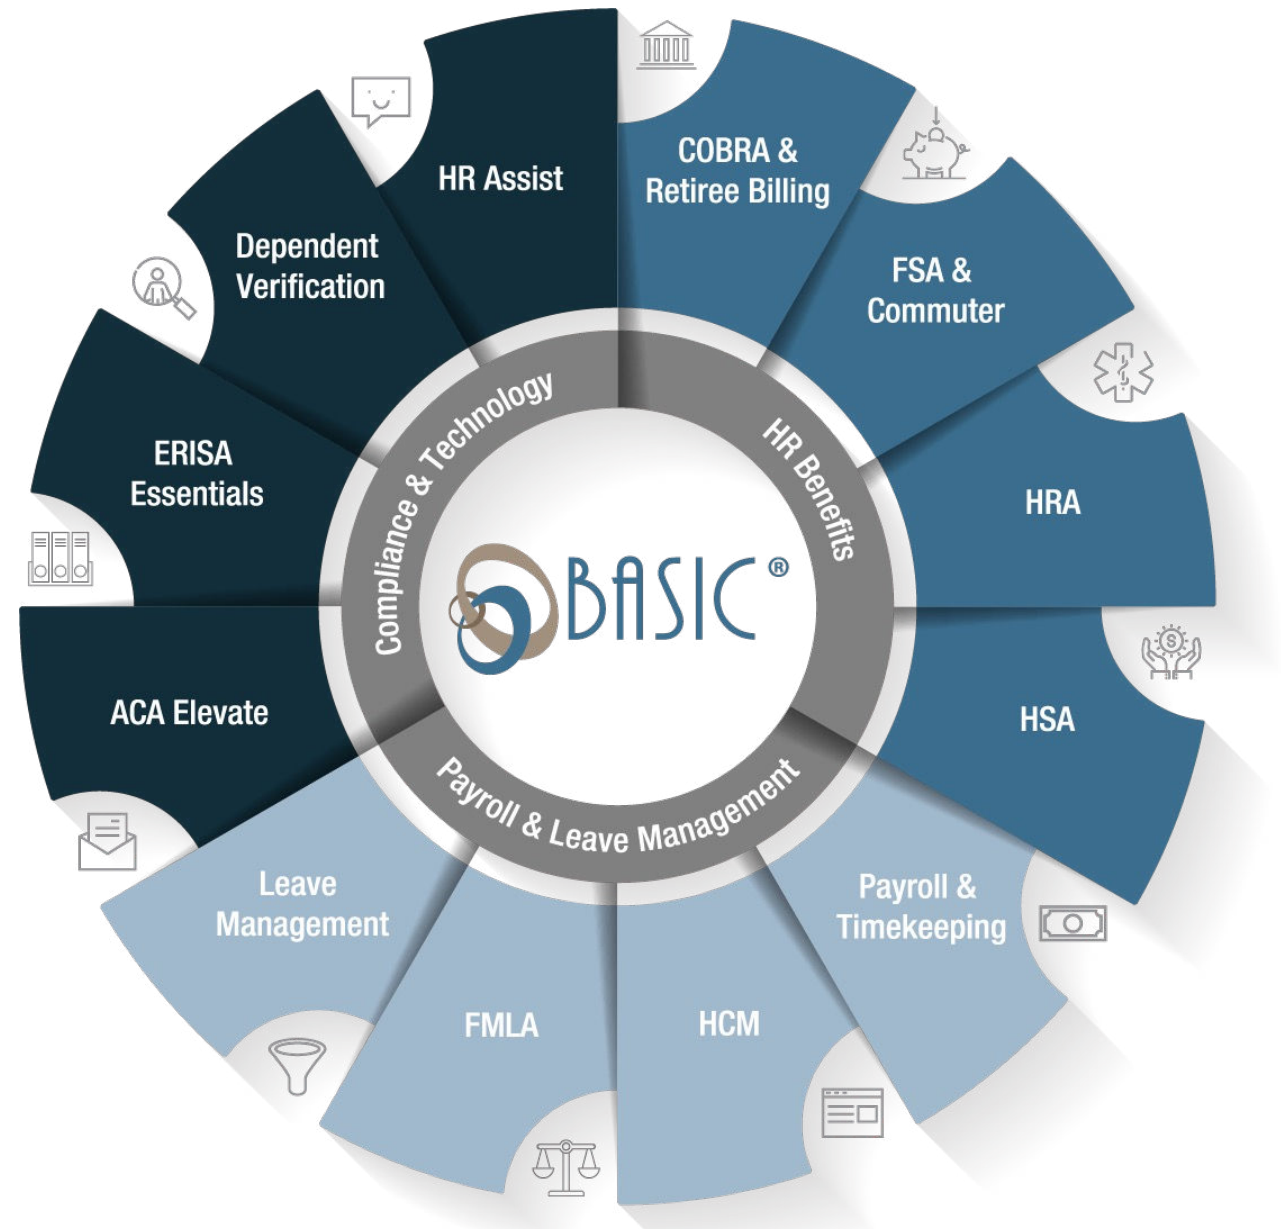 HR Assist
COBRA &
Retiree Billing
FSA &
Commuter
HRA
HSA
Payroll &
Timekeeping
HCM
FMLA
Leave
Management
ACA Elevate
ERISA
Essentials
Dependent
Verification
Compliance & Technology
HR Benefits
Payroll & Leave Management
BASIC®
S